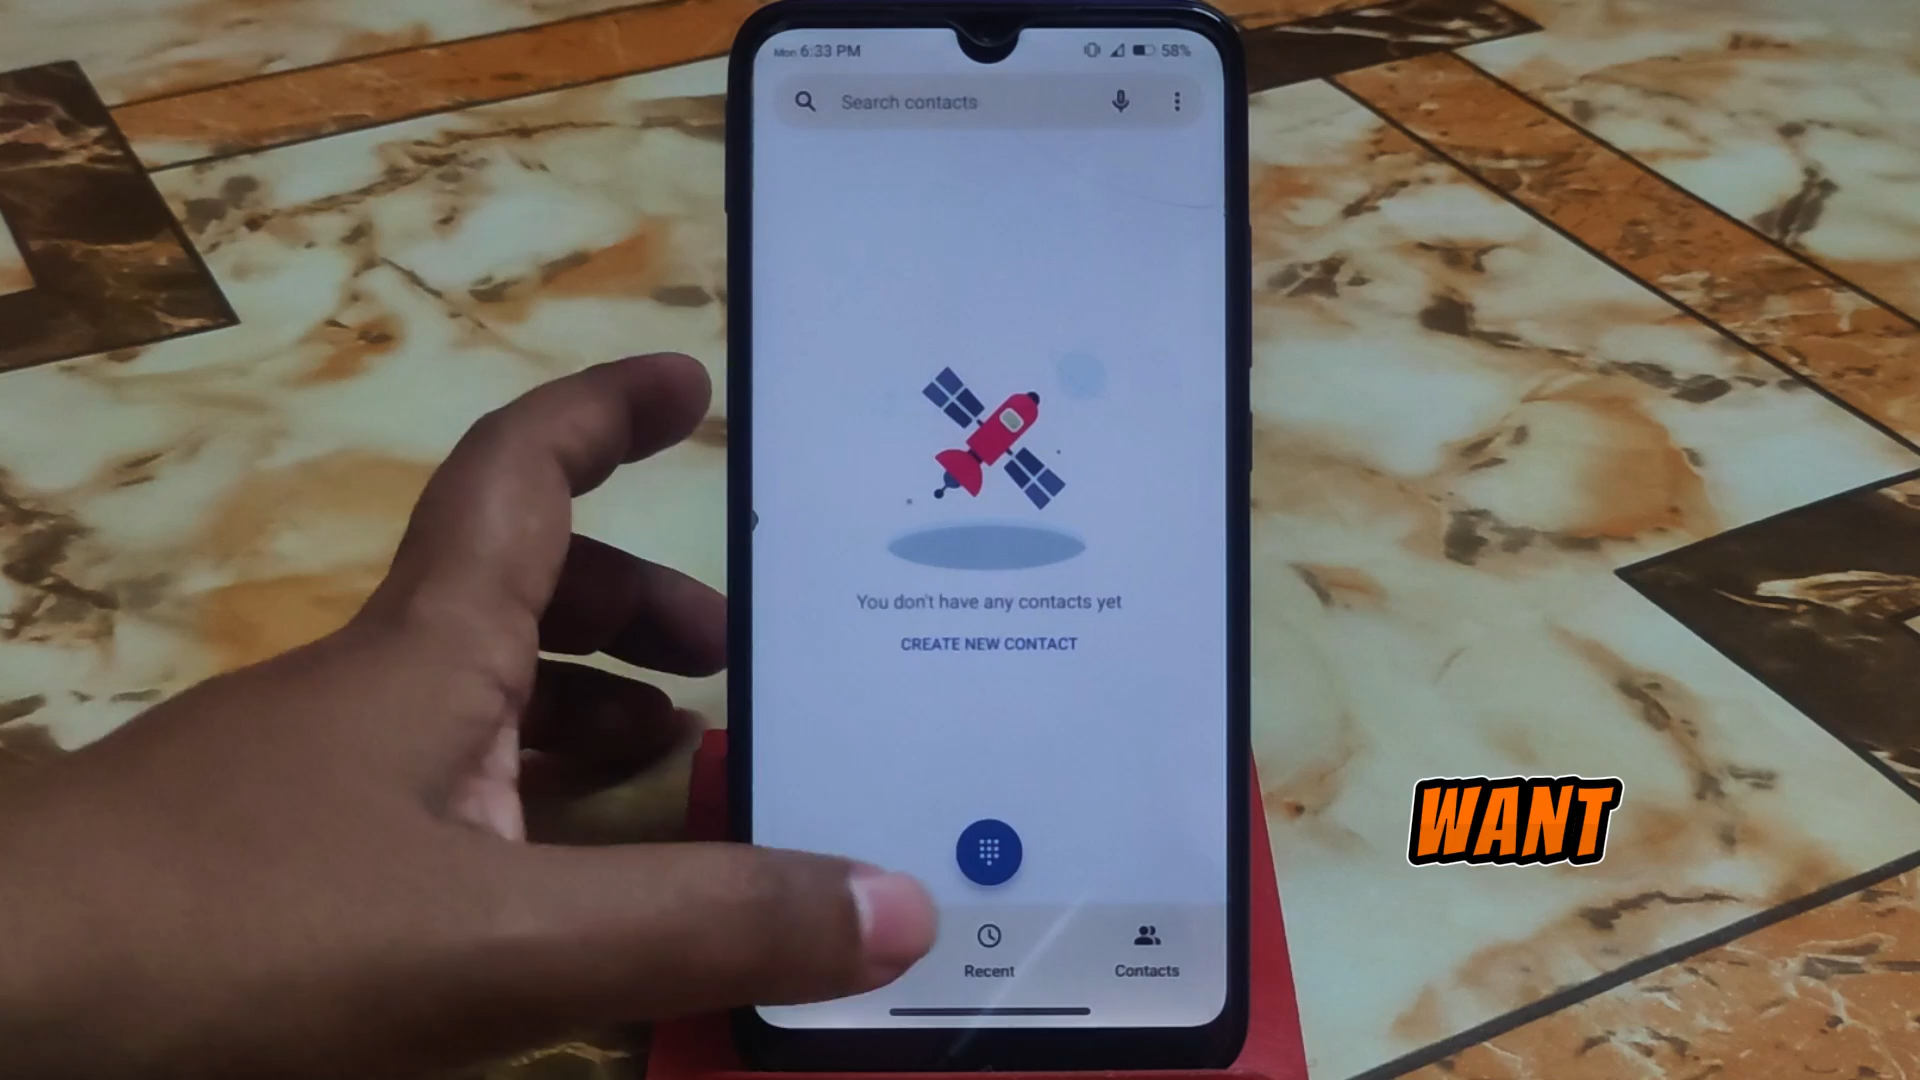 Mon 6:33 PM 58%
Search contacts
You don't have any contacts yet
CREATE NEW CONTACT
WANT
Recent Contacts